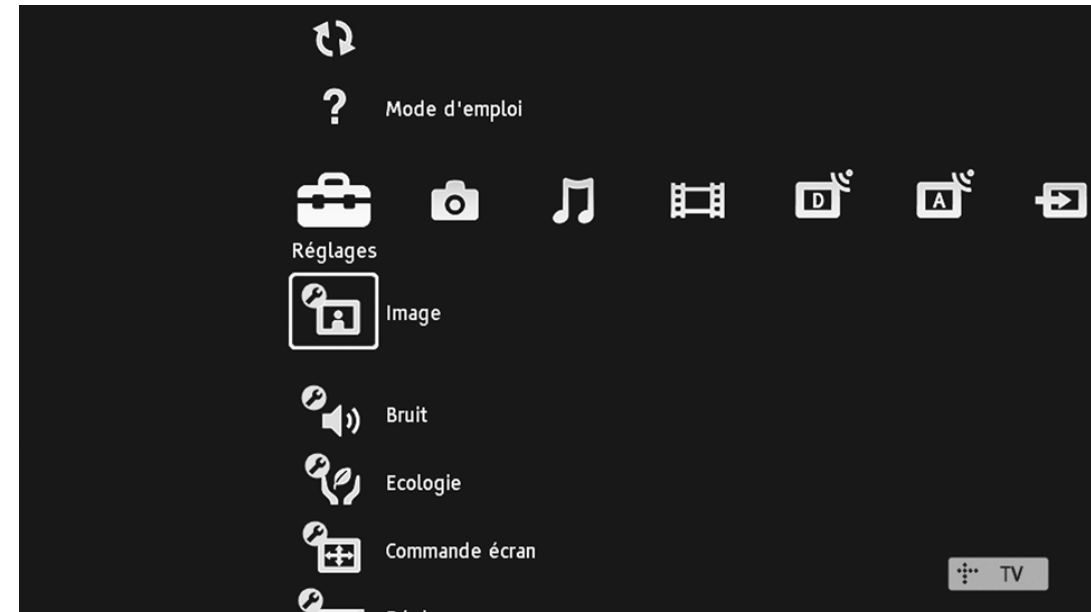 ?
Mode d'emploi
D
A
Réglages
Image
Bruit
Ecologie
Commande écran
TV